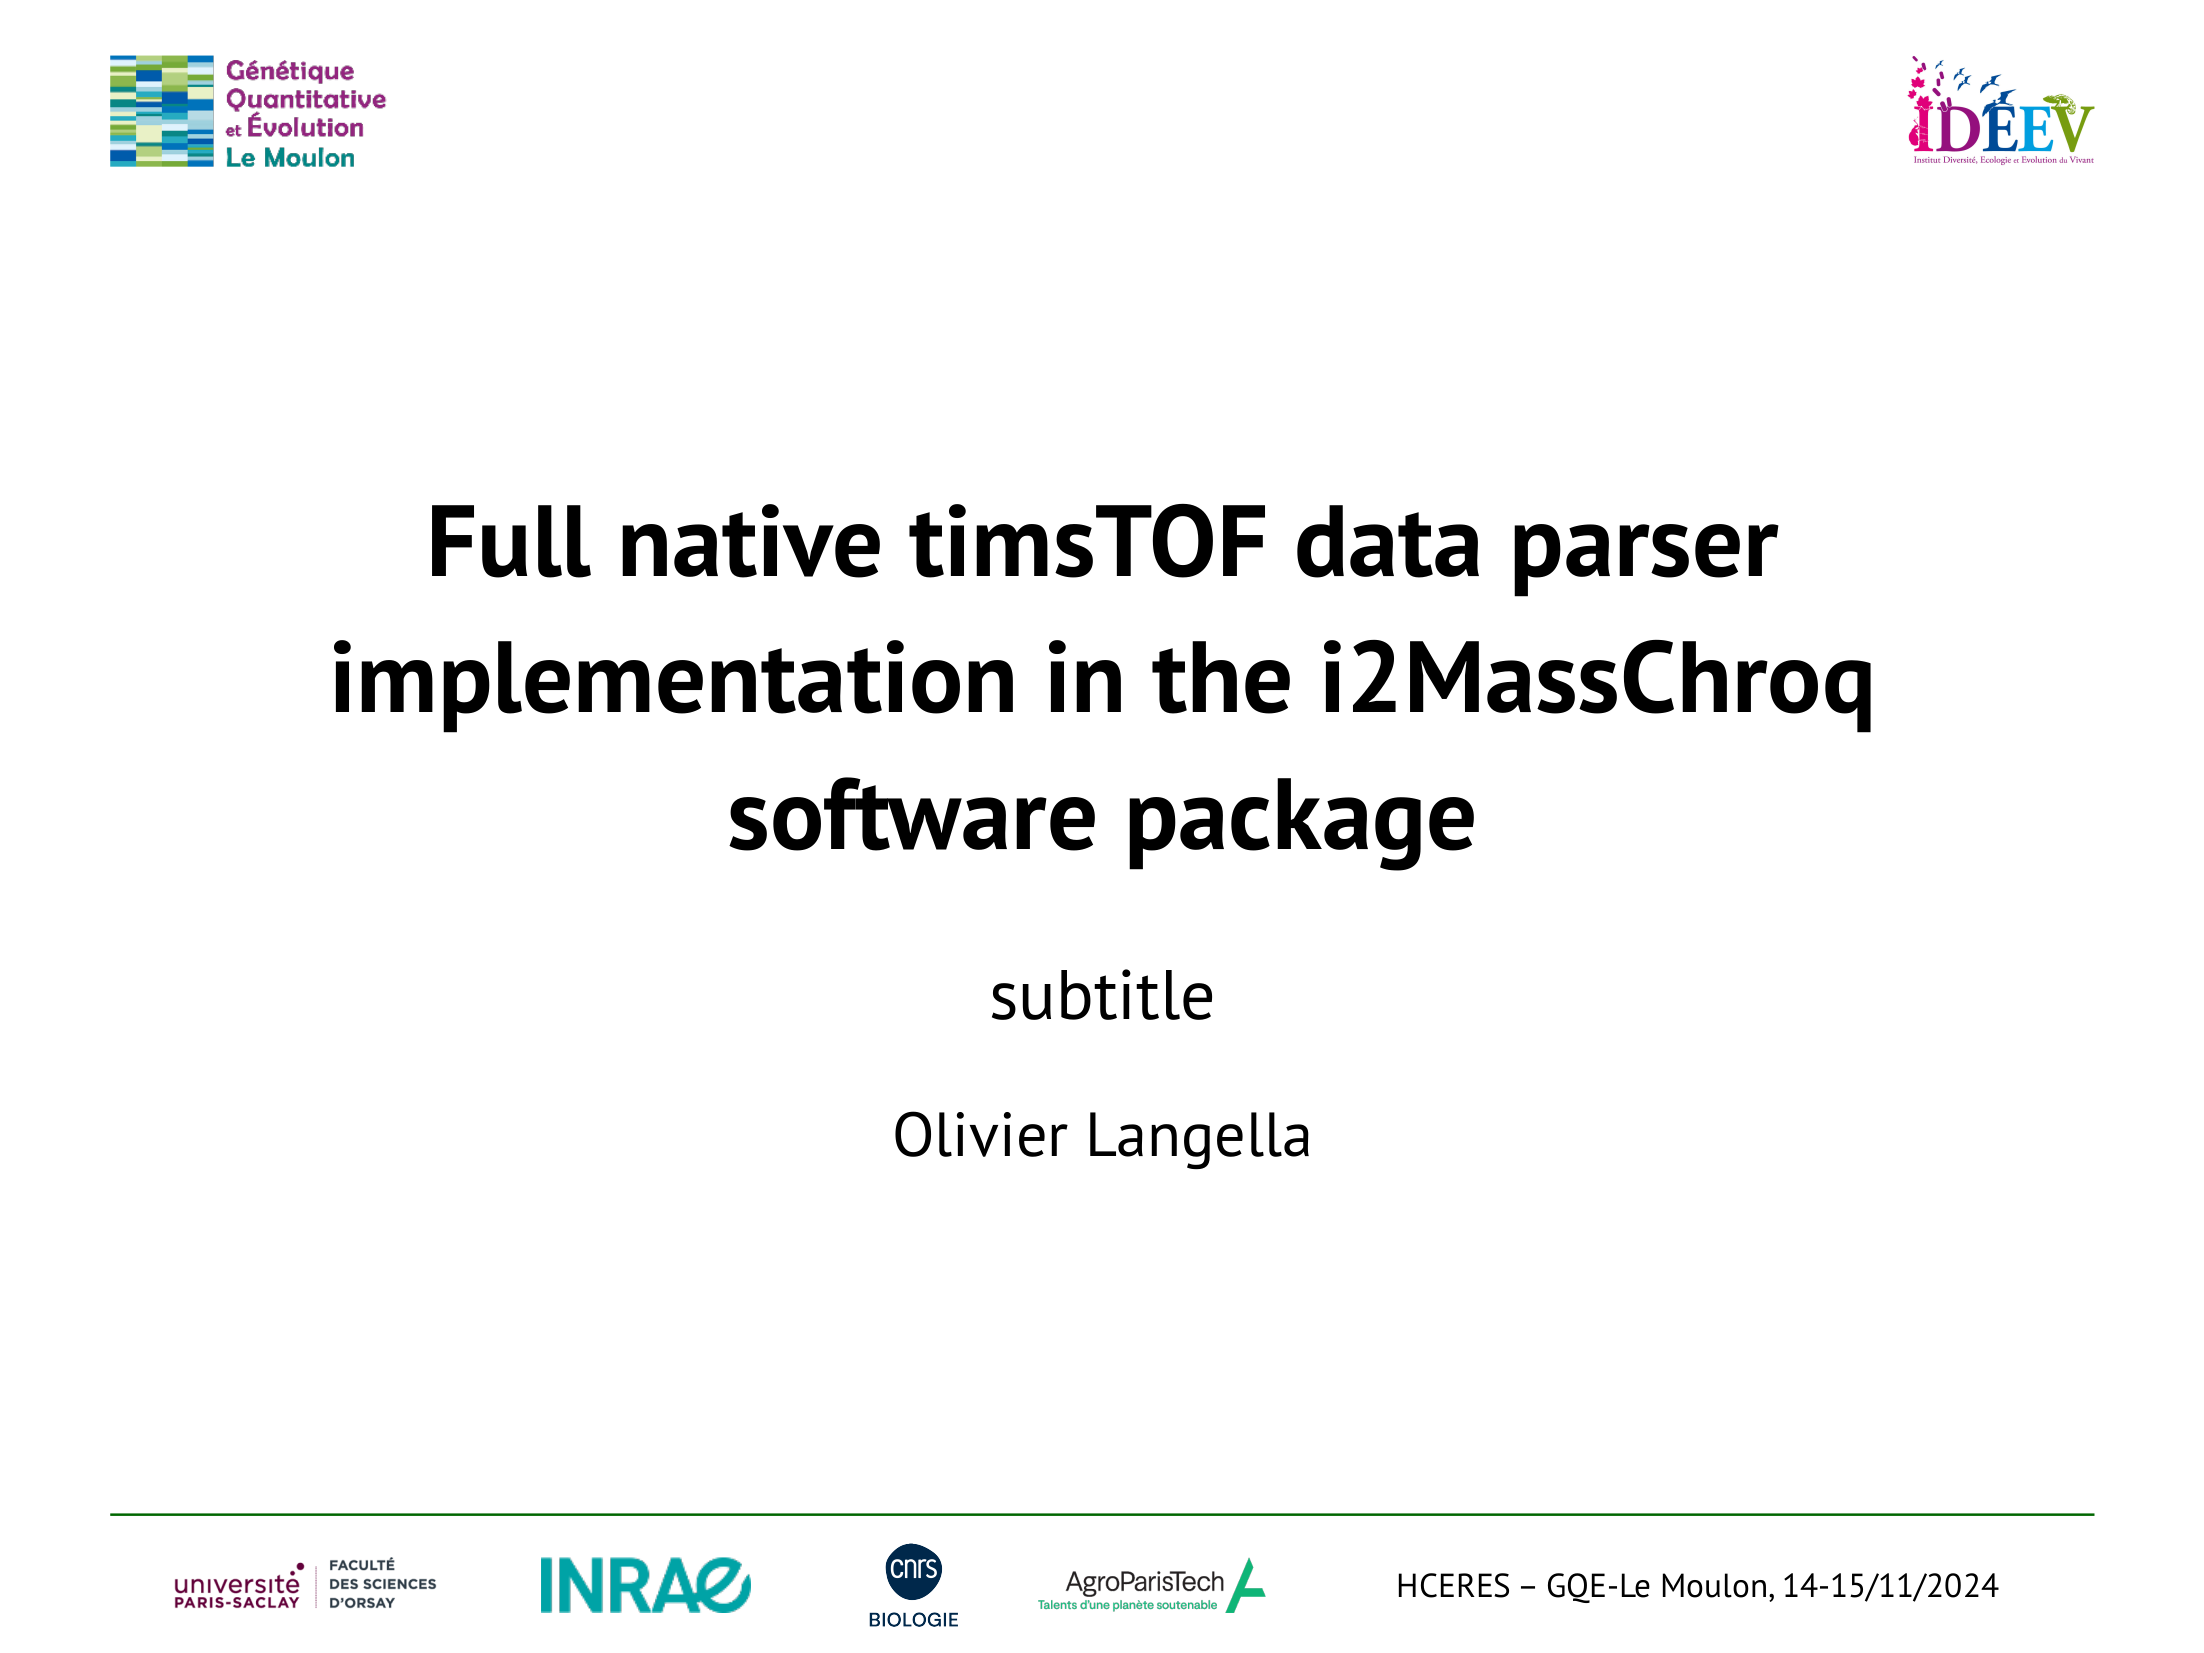 Génétique
Quantitative
et Évolution
Le Moulon
IDEEV
Institut Diversité, Ecologie et Evolution du Vivant
Full native timsTOF data parser
implementation in the i2MassChroq
software package
subtitle
Olivier Langella
université
PARIS-SACLAY
FACULTÉ
DES SCIENCES
D'ORSAY
INRAE
cnrs
BIOLOGIE
AgroParisTech
Talents d'une planète soutenable
HCERES – GQE-Le Moulon, 14-15/11/2024